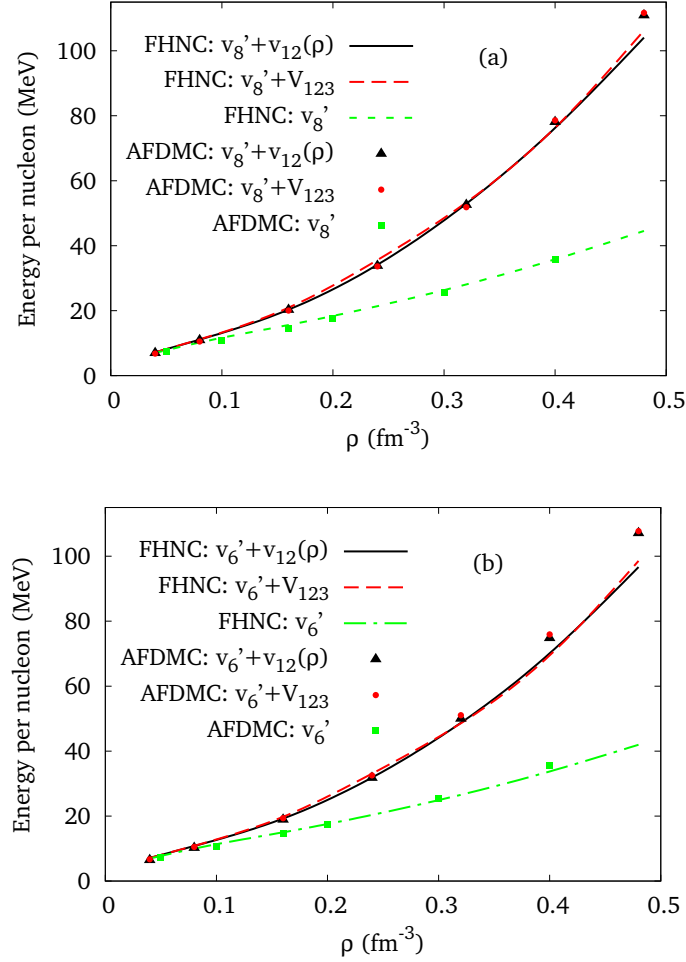 FHNC: v8'+v12(ρ)
FHNC: v8'+V123
FHNC: v8'
AFDMC: v8'+v12(ρ)
AFDMC: v8'+V123
AFDMC: v8'
(a)
Energy per nucleon (MeV)
100
80
60
40
20
0
0 0.1 0.2 0.3 0.4 0.5
ρ (fm-3)
FHNC: v6'+v12(ρ)
FHNC: v6'+V123
FHNC: v6'
AFDMC: v6'+v12(ρ)
AFDMC: v6'+V123
AFDMC: v6'
(b)
Energy per nucleon (MeV)
100
80
60
40
20
0
0 0.1 0.2 0.3 0.4 0.5
ρ (fm-3)